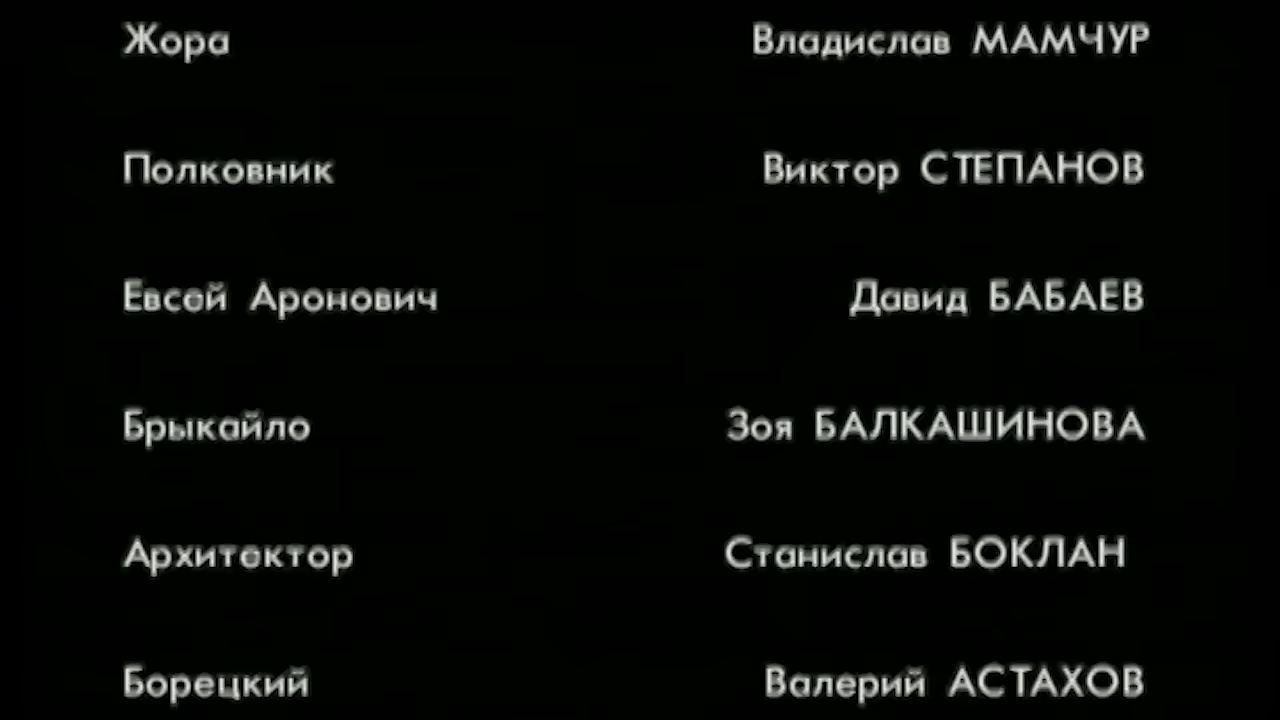 Жора Владислав МАМЧУР
Полковник Виктор СТЕПАНОВ
Евсей Аронович Давид БАБАЕВ
Брыкайло Зоя БАЛКАШИНОВА
Архитектор Станислав БОКЛАН
Борецкий Валерий АСТАХОВ